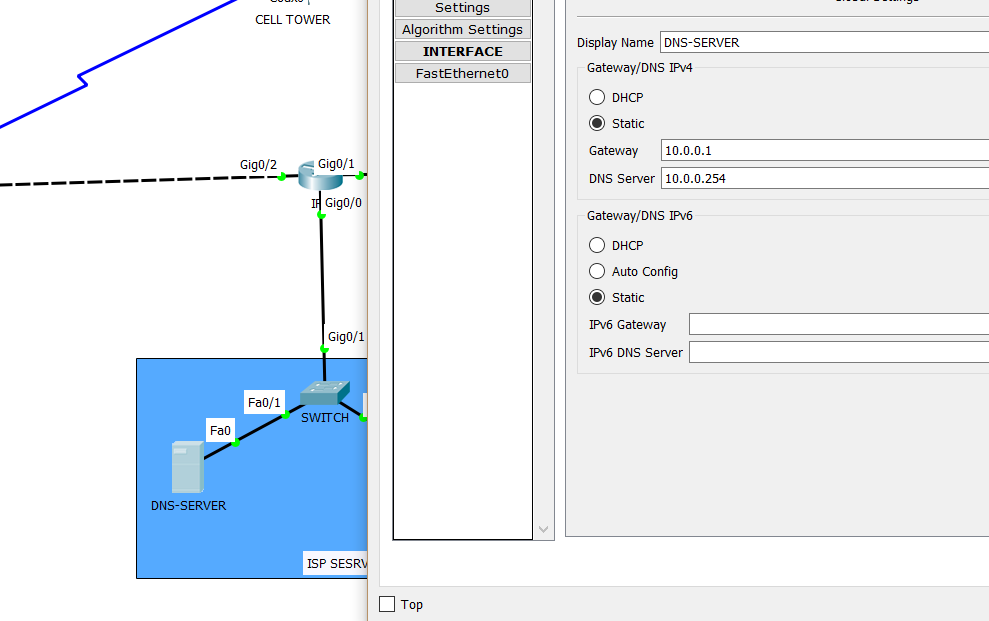 CELL TOWER
Gig0/2
Gig0/1
Gig0/0
Gig0/1
Fa0/1
SWITCH
Fa0
DNS-SERVER
ISP SESRV
Settings
Algorithm Settings
INTERFACE
FastEthernet0
Display Name DNS-SERVER
Gateway/DNS IPv4
DHCP
Static
Gateway 10.0.0.1
DNS Server 10.0.0.254
Gateway/DNS IPv6
DHCP
Auto Config
Static
IPv6 Gateway
IPv6 DNS Server
Top